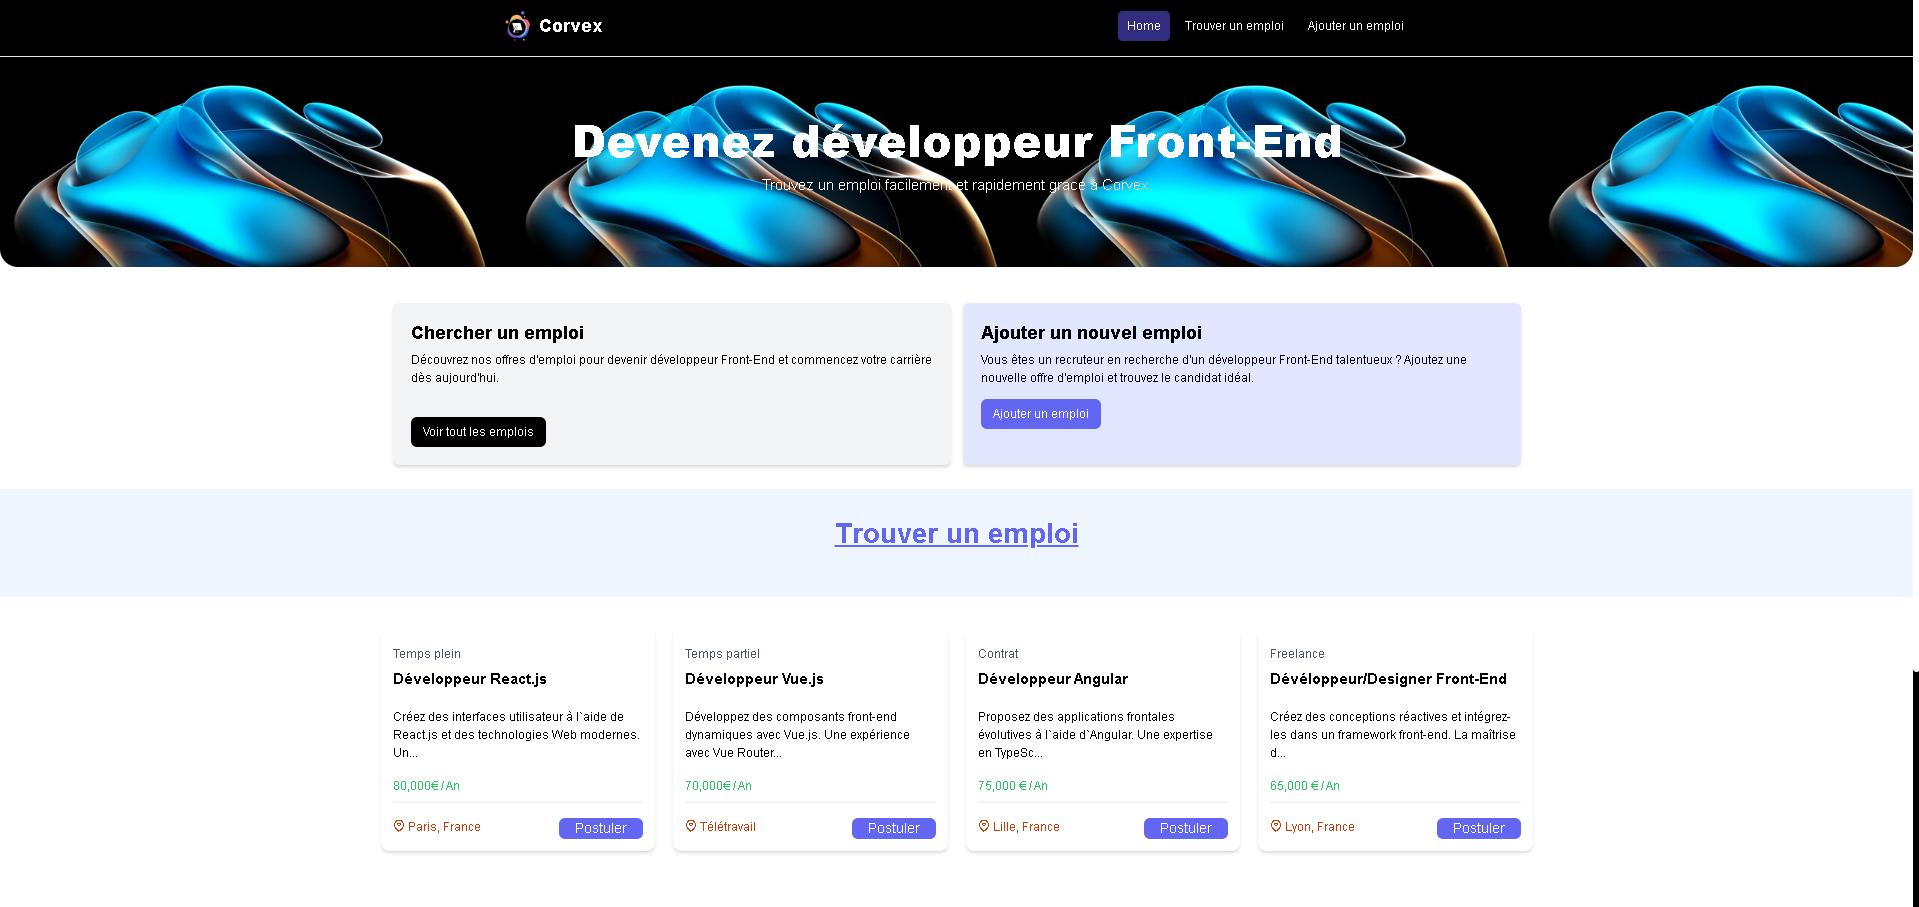 Corvex
Home
Trouver un emploi
Ajouter un emploi
Devenez développeur Front-End
Trouvez un emploi facilement et rapidement grace à Corvex.
Chercher un emploi
Découvrez nos offres d'emploi pour devenir développeur Front-End et commencez votre carrière
dès aujourd'hui.
Voir tout les emplois
Ajouter un nouvel emploi
Vous êtes un recruteur en recherche d'un développeur Front-End talentueux ? Ajoutez une
nouvelle offre d'emploi et trouvez le candidat idéal.
Ajouter un emploi
Trouver un emploi
Temps plein
Développeur React.js
Créez des interfaces utilisateur à l`aide de
React.js et des technologies Web modernes.
Un...
80,000€ / An
Paris, France
Postuler
Temps partiel
Développeur Vue.js
Développez des composants front-end
dynamiques avec Vue.js. Une expérience
avec Vue Router...
70,000€ / An
Télétravail
Postuler
Contrat
Développeur Angular
Proposez des applications frontales
évolutives à l`aide d`Angular. Une expertise
en TypeSc...
75,000 € / An
Lille, France
Postuler
Freelance
Dévéloppeur/Designer Front-End
Créez des conceptions réactives et intégrez-
les dans un framework front-end. La maîtrise
d...
65,000 € / An
Lyon, France
Postuler